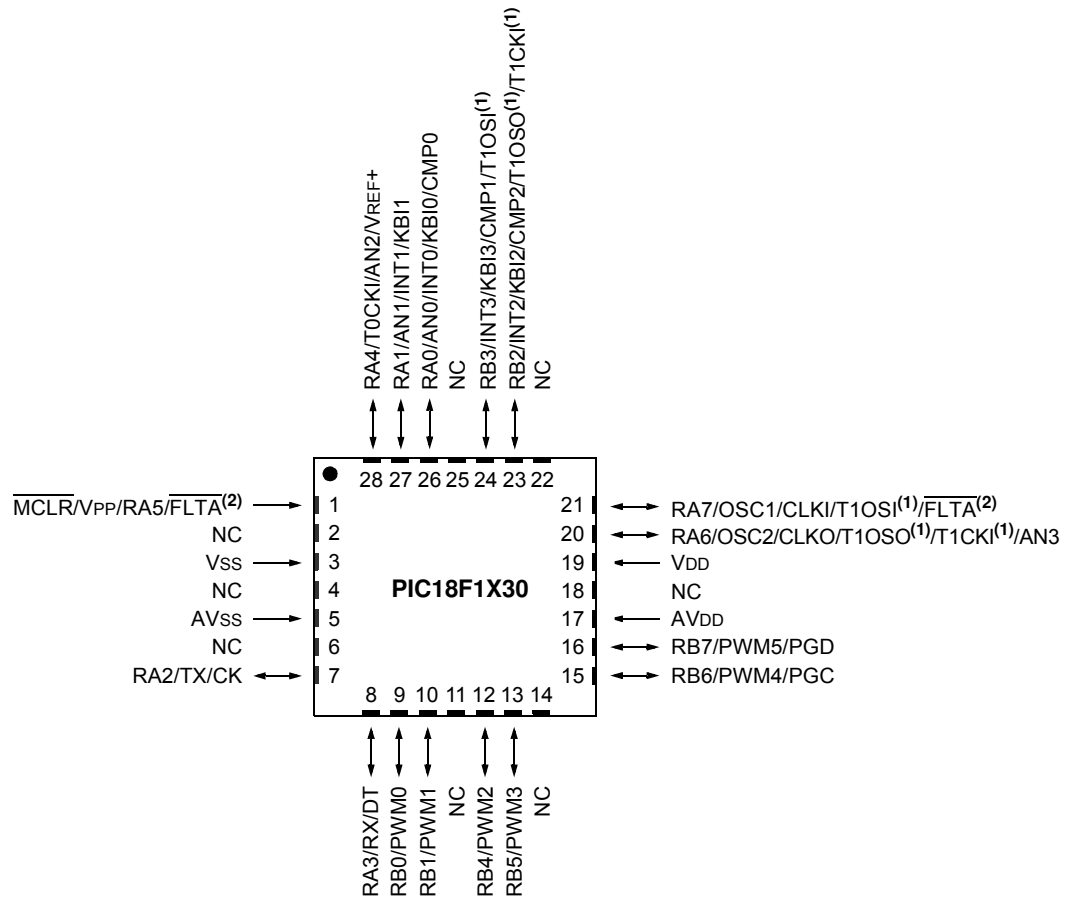 RA4/T0CKI/AN2/VREF+
RA1/AN1/INT1/KBI1
RA0/AN0/INT0/KBI0/CMP0
NC
RB3/INT3/KBI3/CMP1/T1OSI(1)
RB2/INT2/KBI2/CMP2/T1OSO(1)/T1CKI(1)
NC
28 27 26 25 24 23 22
MCLR/VPP/RA5/FLTA(2) 1 21 RA7/OSC1/CLKI/T1OSI(1)/FLTA(2)
NC 2 20 RA6/OSC2/CLKO/T1OSO(1)/T1CKI(1)/AN3
VSS 3 19 VDD
NC 4 PIC18F1X30 18 NC
AVSS 5 17 AVDD
NC 6 16 RB7/PWM5/PGD
RA2/TX/CK 7 15 RB6/PWM4/PGC
8 9 10 11 12 13 14
RA3/RX/DT
RB0/PWM0
RB1/PWM1
NC
RB4/PWM2
RB5/PWM3
NC